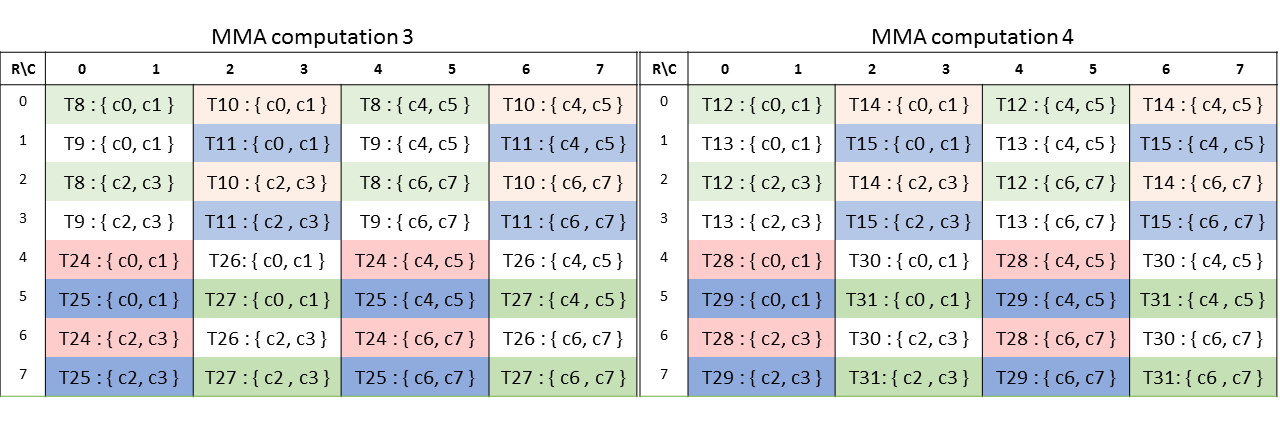 MMA computation 3
R\C 0 1 2 3 4 5 6 7
0 T8 : { c0, c1 } T10 : { c0, c1 } T8 : { c4, c5 } T10 : { c4, c5 }
1 T9 : { c0, c1 } T11 : { c0 , c1 } T9 : { c4, c5 } T11 : { c4 , c5 }
2 T8 : { c2, c3 } T10 : { c2, c3 } T8 : { c6, c7 } T10 : { c6, c7 }
3 T9 : { c2, c3 } T11 : { c2 , c3 } T9 : { c6, c7 } T11 : { c6, c7 }
4 T24 : { c0, c1 } T26: { c0, c1 } T24 : { c4, c5 } T26 : { c4, c5 }
5 T25 : { c0, c1 } T27 : { c0 , c1 } T25 : { c4, c5 } T27 : { c4 , c5 }
6 T24 : { c2, c3 } T26 : { c2, c3 } T24 : { c6, c7 } T26 : { c6, c7 }
7 T25 : { c2, c3 } T27 : { c2 , c3 } T25 : { c6, c7 } T27 : { c6 , c7 }
MMA computation 4
R\C 0 1 2 3 4 5 6 7
0 T12 : { c0, c1 } T14 : { c0, c1 } T12 : { c4, c5 } T14 : { c4, c5 }
1 T13 : { c0, c1 } T15 : { c0 , c1 } T13 : { c4, c5 } T15 : { c4 , c5 }
2 T12 : { c2, c3 } T14 : { c2, c3 } T12 : { c6, c7 } T14 : { c6, c7 }
3 T13 : { c2, c3 } T15 : { c2 , c3 } T13 : { c6, c7 } T15 : { c6 , c7 }
4 T28 : { c0, c1 } T30 : { c0, c1 } T28 : { c4, c5 } T30 : { c4, c5 }
5 T29 : { c0, c1 } T31 : { c0 , c1 } T29 : { c4, c5 } T31 : { c4 , c5 }
6 T28 : { c2, c3 } T30 : { c2, c3 } T28 : { c6, c7 } T30 : { c6, c7 }
7 T29 : { c2, c3 } T31: { c2 , c3 } T29 : { c6, c7 } T31: { c6 , c7 }